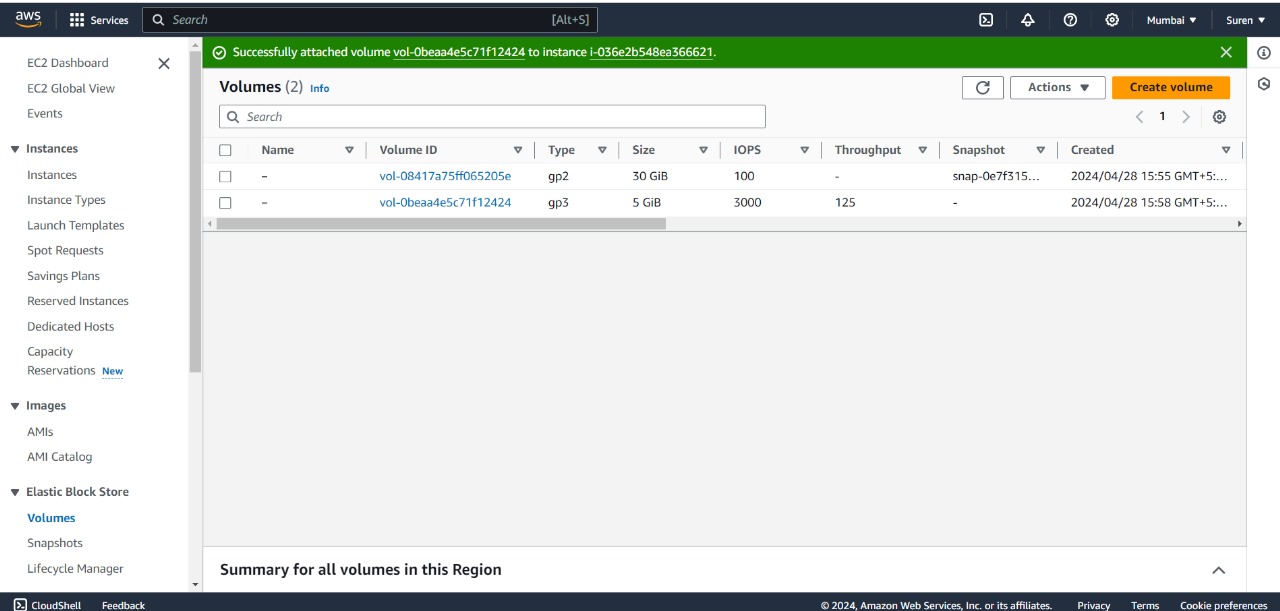 aws Services Search [Alt+S] Mumbai Suren
EC2 Dashboard
EC2 Global View
Events
Instances
Instances
Instance Types
Launch Templates
Spot Requests
Savings Plans
Reserved Instances
Dedicated Hosts
Capacity
Reservations New
Images
AMIs
AMI Catalog
Elastic Block Store
Volumes
Snapshots
Lifecycle Manager
Successfully attached volume vol-0beaa4e5c71f12424 to instance i-036e2b548ea366621.
Volumes (2) Info Actions Create volume
Search 1
Name Volume ID Type Size IOPS Throughput Snapshot Created
– vol-08417a75ff065205e gp2 30 GiB 100 - snap-0e7f315... 2024/04/28 15:55 GMT+5:...
– vol-0beaa4e5c71f12424 gp3 5 GiB 3000 125 - 2024/04/28 15:58 GMT+5:...
Summary for all volumes in this Region
CloudShell Feedback © 2024, Amazon Web Services, Inc. or its affiliates. Privacy Terms Cookie preferences